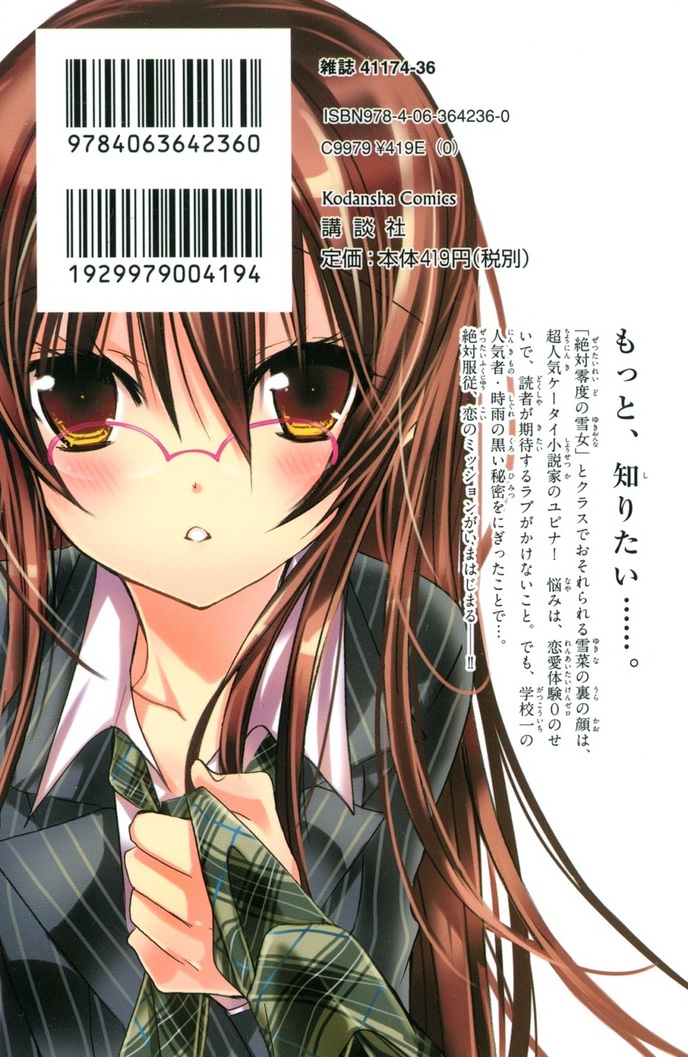 9784063642360
1929979004194
雑誌 41174-36
ISBN978-4-06-364236-0
C9979 ¥419E (0)
Kodansha Comics
講談社
定価：本体419円(税別)
もっと、知りたい……。
「絶対零度の雪女」とクラスでおそれられる雪菜の裏の顔は、
超人気ケータイ小説家のユピナ！　悩みは、恋愛体験0のせ
いで、読者が期待するラブがかけないこと。でも、学校一の
人気者・時雨の黒い秘密をにぎったことで…。
絶対服従、恋のミッションがいまはじまる――!!